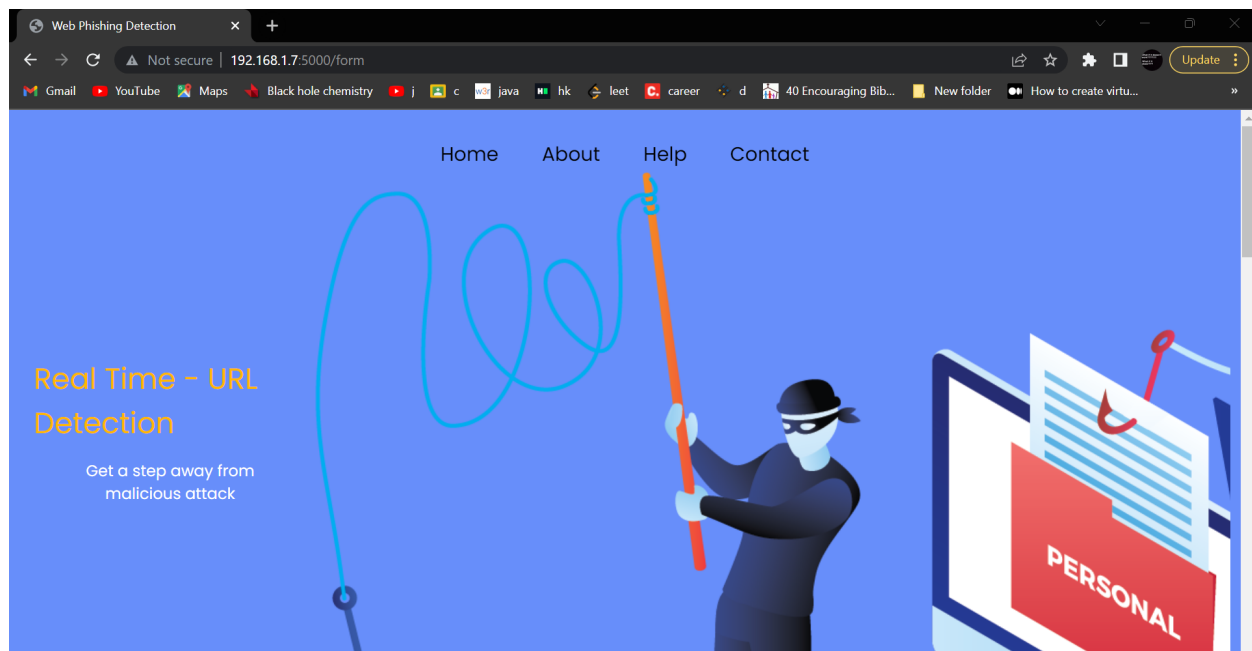 Web Phishing Detection
Not secure 192.168.1.7:5000/form
Update
Gmail YouTube Maps Black hole chemistry j c w3r java hk leet C. career d 40 Encouraging Bib... New folder How to create virtu... »
Home About Help Contact
Real Time - URL
Detection
Get a step away from
malicious attack
PERSONAL